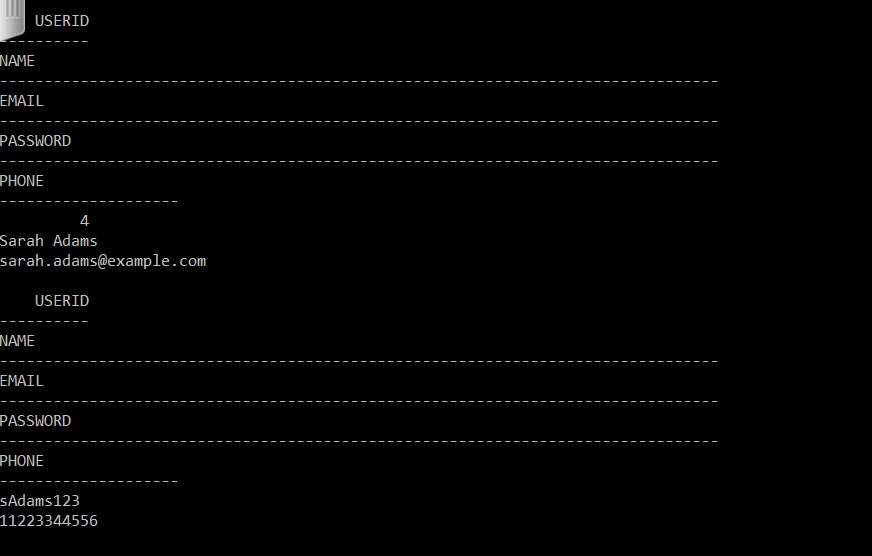 USERID
----------
NAME
--------------------------------------------------------------------------------
EMAIL
--------------------------------------------------------------------------------
PASSWORD
--------------------------------------------------------------------------------
PHONE
--------------------
4
Sarah Adams
sarah.adams@example.com
USERID
----------
NAME
--------------------------------------------------------------------------------
EMAIL
--------------------------------------------------------------------------------
PASSWORD
--------------------------------------------------------------------------------
PHONE
--------------------
sAdams123
11223344556